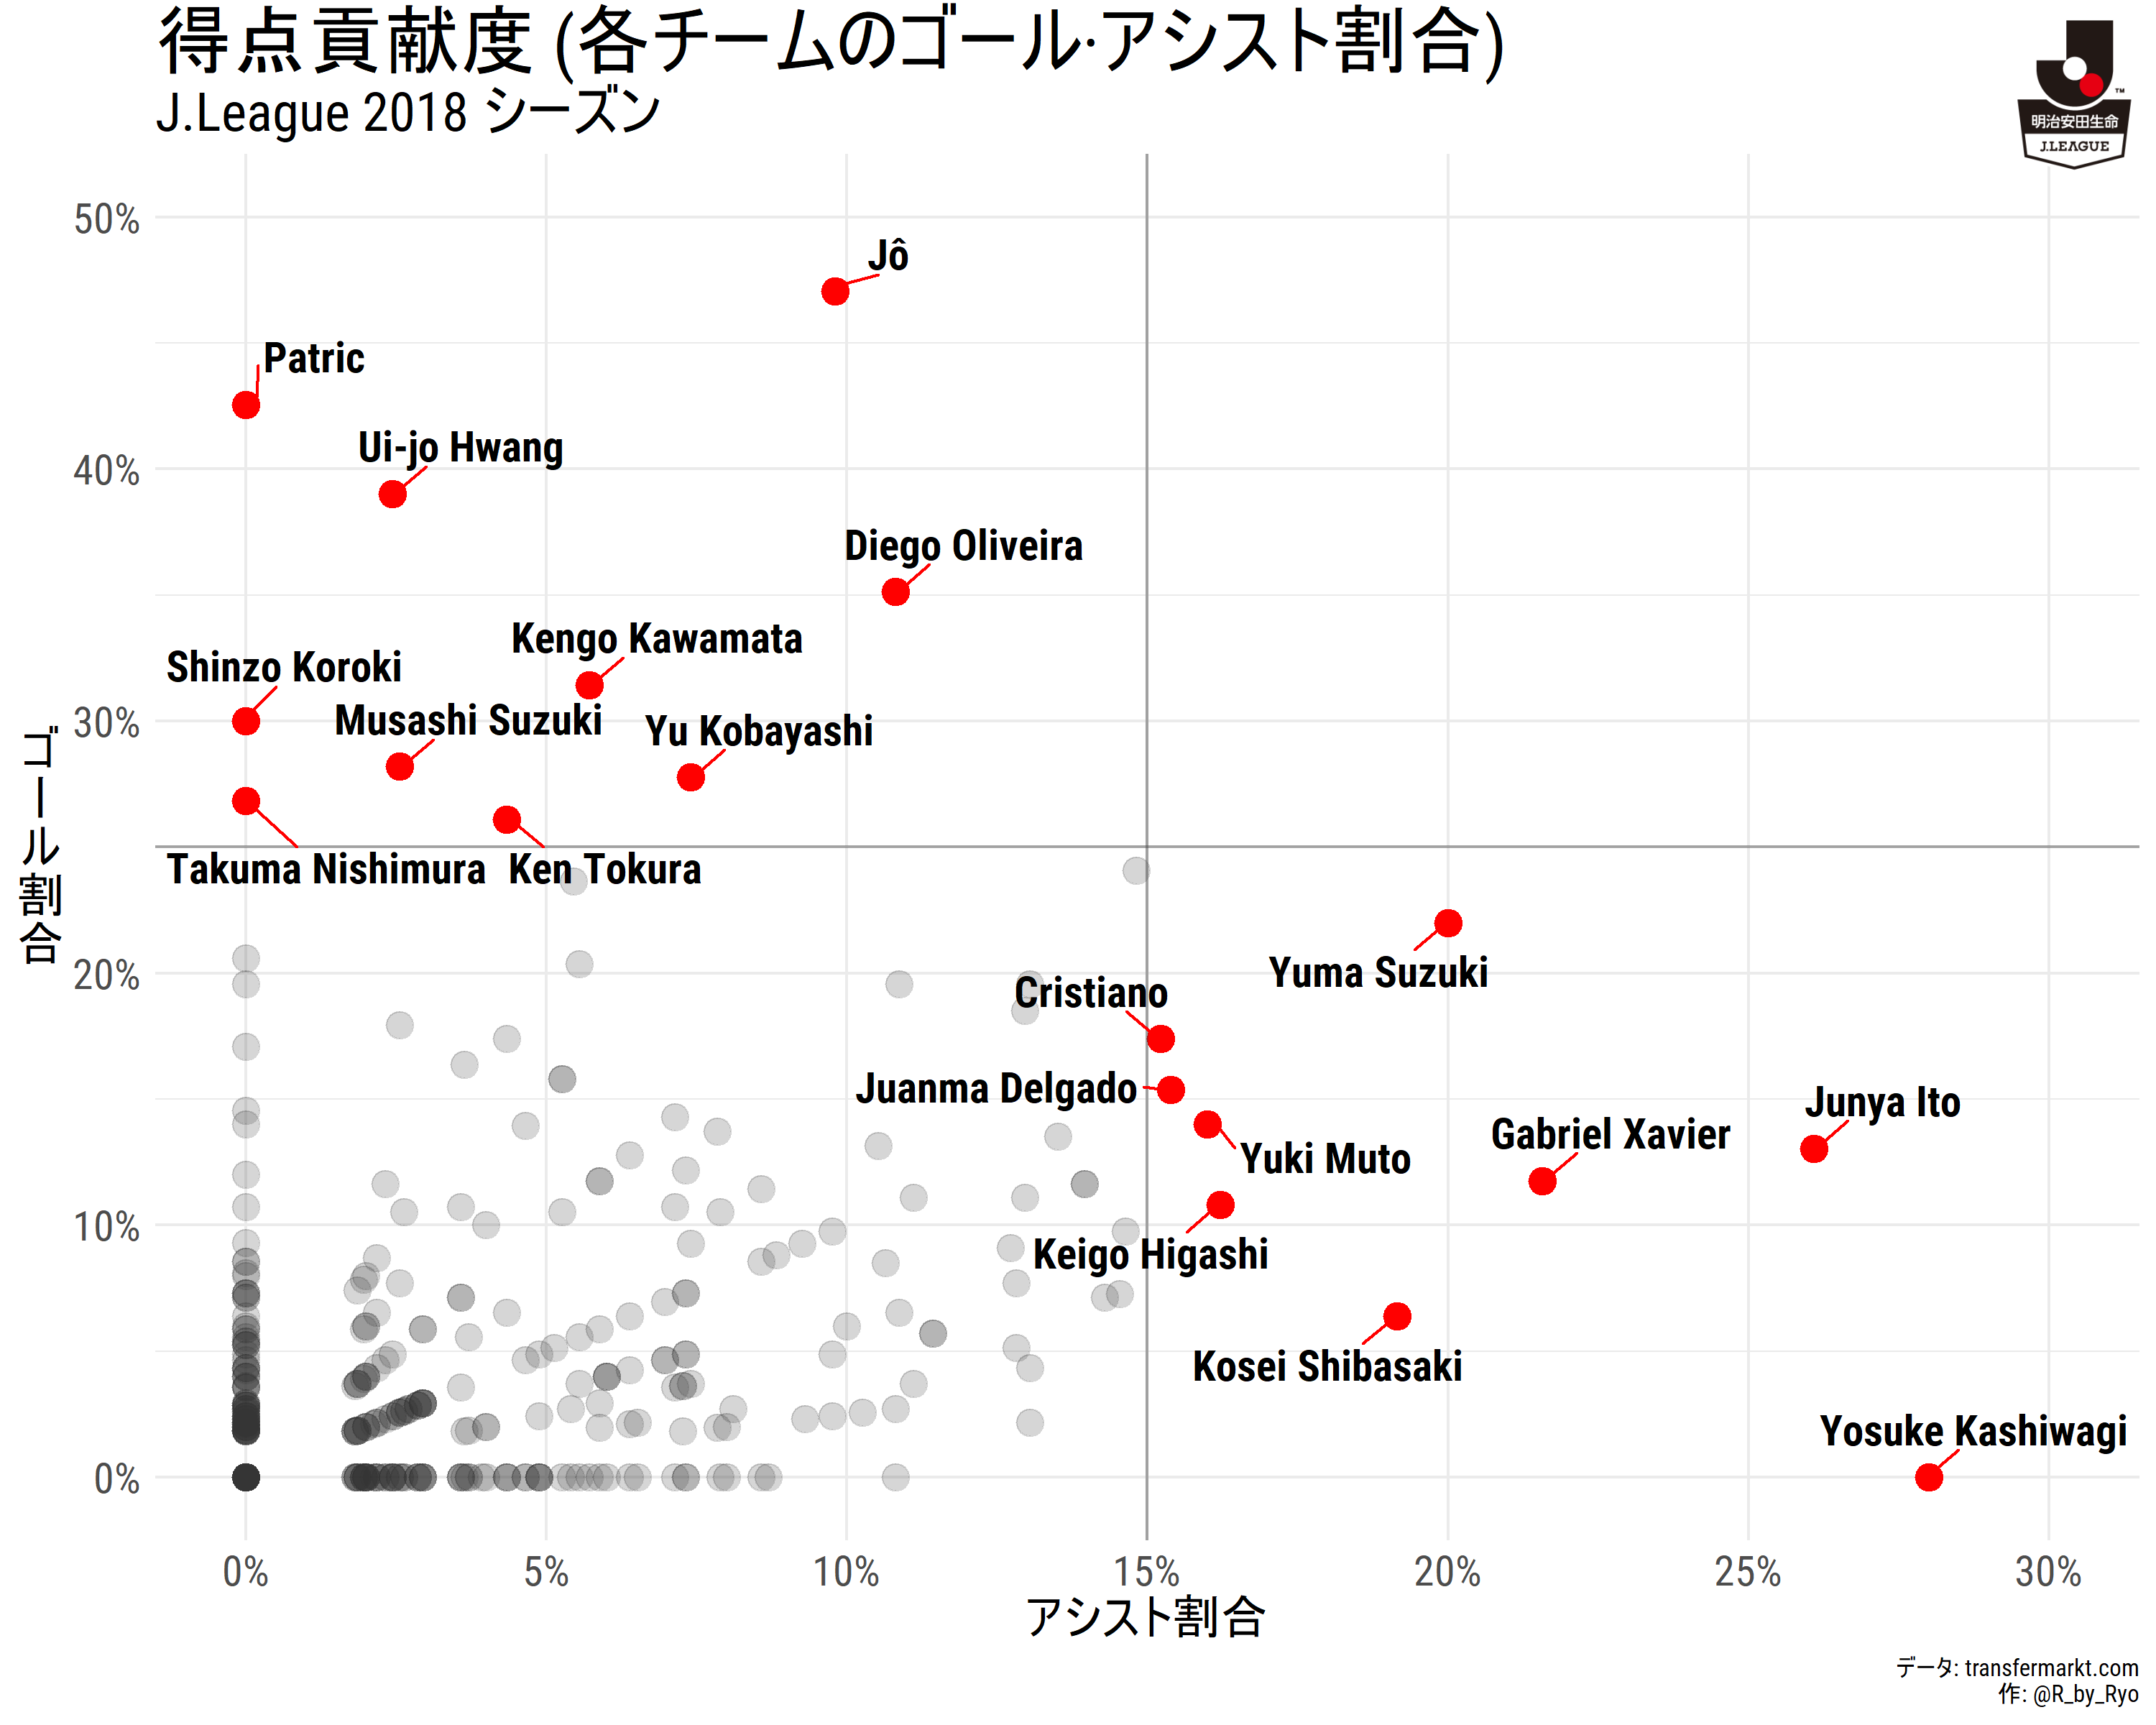 得点貢献度 (各チームのゴール·アシスト割合)
J.League 2018 シーズン
TM
明治安田生命
J.LEAGUE
50%
40%
30%
20%
10%
0%
ゴール割合
Jô
Patric
Ui-jo Hwang
Diego Oliveira
Kengo Kawamata
Shinzo Koroki
Musashi Suzuki
Yu Kobayashi
Takuma Nishimura
Ken Tokura
Yuma Suzuki
Cristiano
Juanma Delgado
Junya Ito
Gabriel Xavier
Yuki Muto
Keigo Higashi
Kosei Shibasaki
Yosuke Kashiwagi
0%
5%
10%
15%
20%
25%
30%
アシスト割合
データ: transfermarkt.com
作: @R_by_Ryo